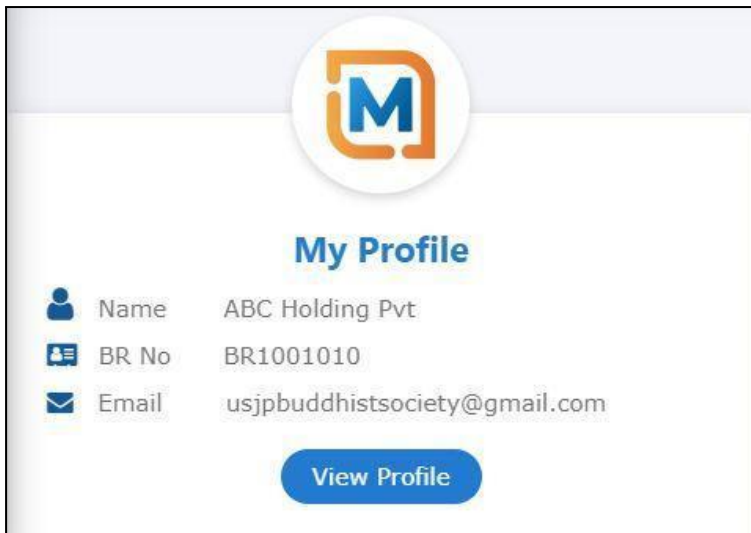 M
My Profile
Name ABC Holding Pvt
BR No BR1001010
Email usjpbuddhistsociety@gmail.com
View Profile